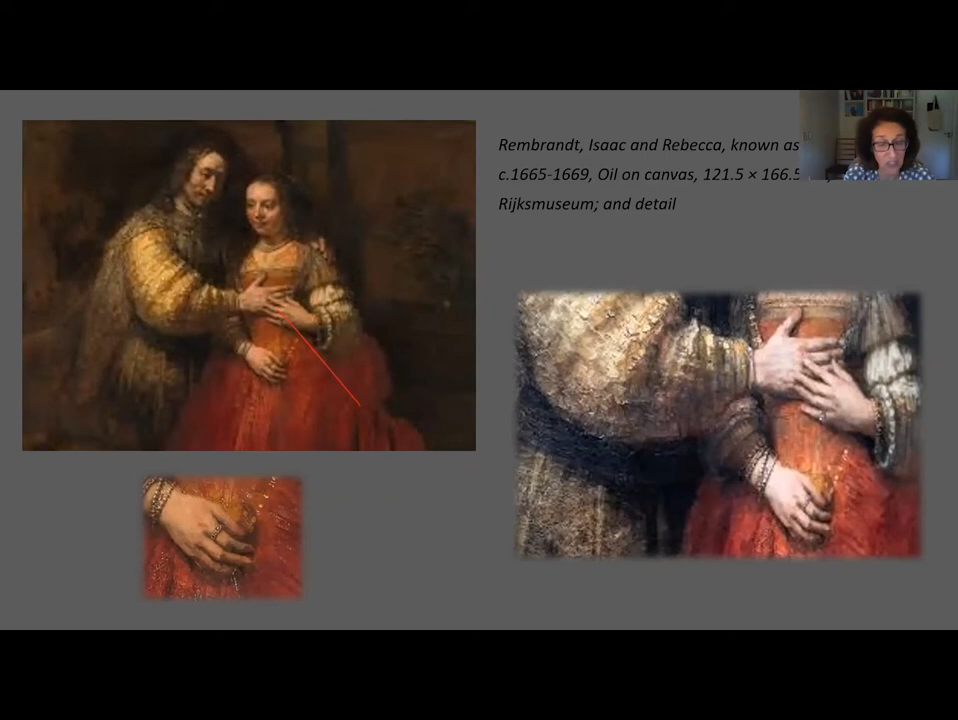 Rembrandt, Isaac and Rebecca, known as
c.1665-1669, Oil on canvas, 121.5 × 166.5
Rijksmuseum; and detail